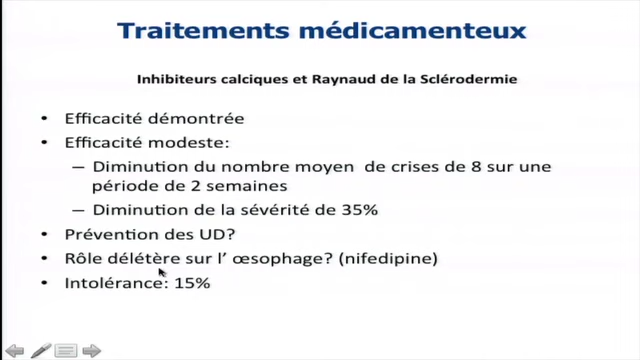 Traitements médicamenteux
Inhibiteurs calciques et Raynaud de la Sclérodermie
• Efficacité démontrée
• Efficacité modeste:
– Diminution du nombre moyen de crises de 8 sur une
période de 2 semaines
– Diminution de la sévérité de 35%
• Prévention des UD?
• Rôle délétère sur l’ œsophage? (nifedipine)
• Intolérance: 15%